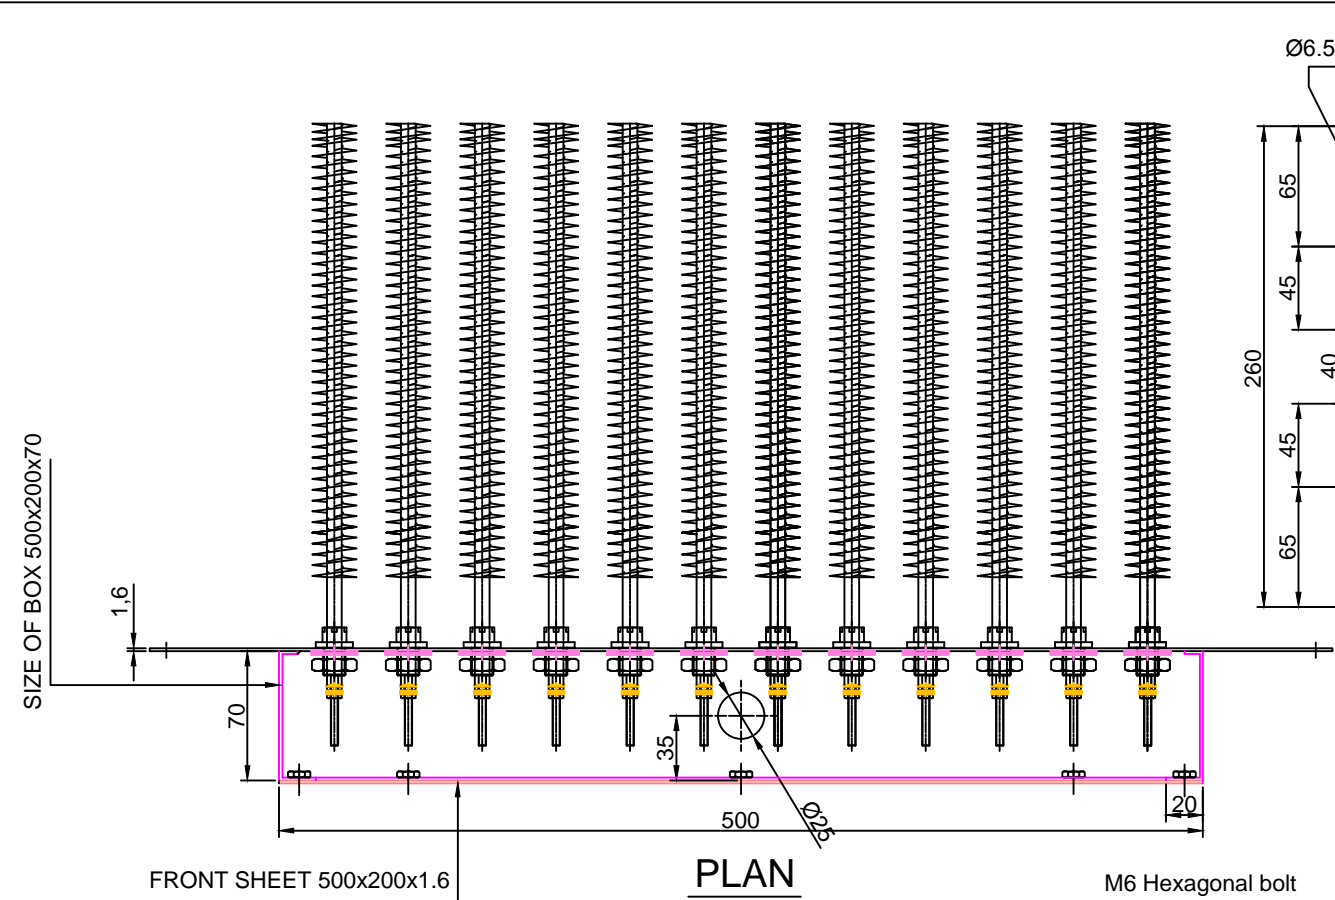 Ø6.5
65
45
260
40
45
65
SIZE OF BOX 500x200x70
1,6
70
35
Ø25
20
500
FRONT SHEET 500x200x1.6
PLAN
M6 Hexagonal bolt